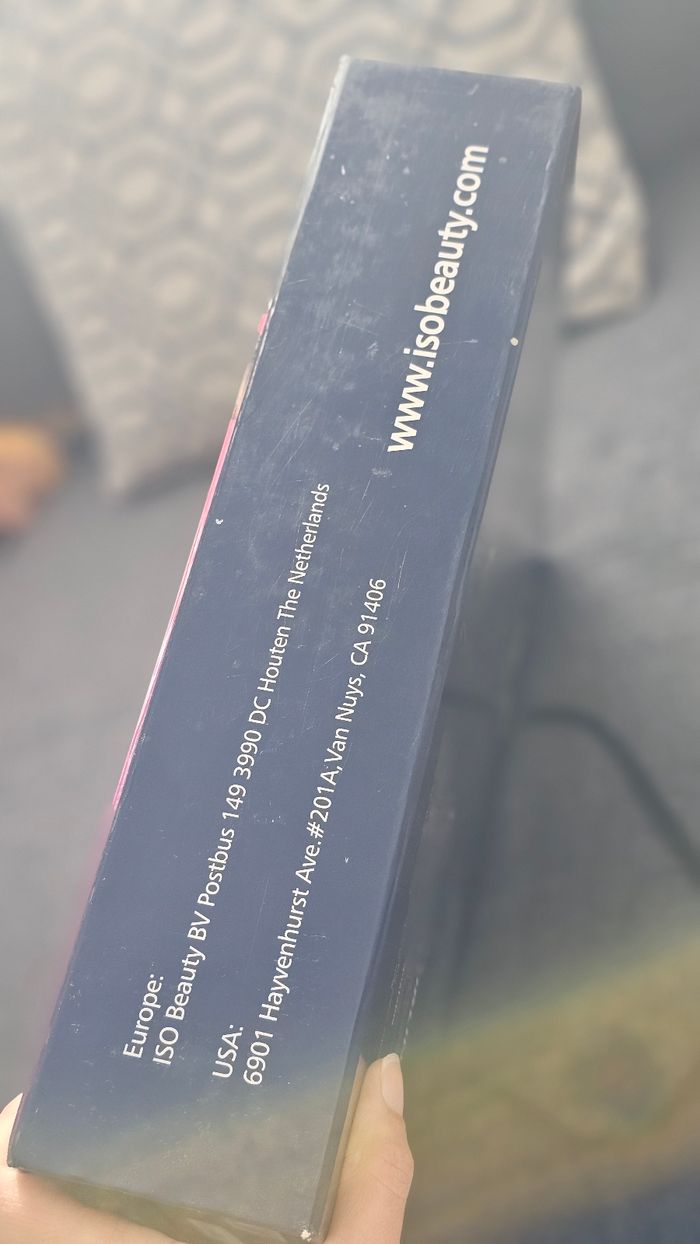 www.isobeauty.com
Europe:
ISO Beauty BV Postbus 149 3990 DC Houten The Netherlands
USA:
6901 Hayvenhurst Ave.#201A,Van Nuys, CA 91406